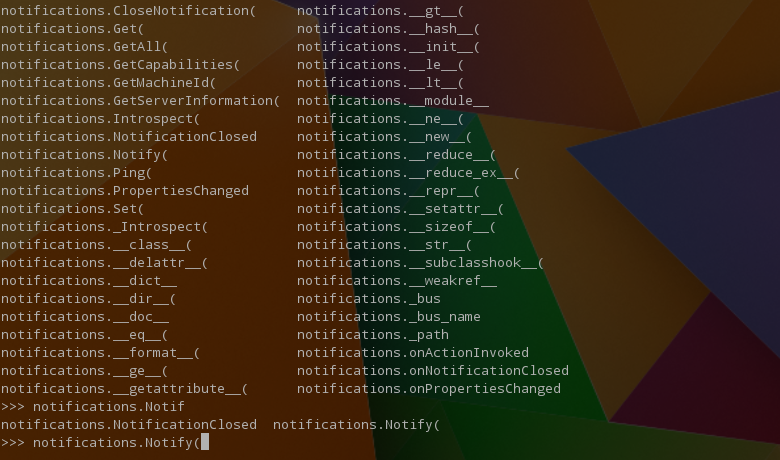 notifications.CloseNotification(     notifications.__gt__(
notifications.Get(                   notifications.__hash__(
notifications.GetAll(                notifications.__init__(
notifications.GetCapabilities(       notifications.__le__(
notifications.GetMachineId(          notifications.__lt__(
notifications.GetServerInformation(  notifications.__module__
notifications.Introspect(            notifications.__ne__(
notifications.NotificationClosed     notifications.__new__(
notifications.Notify(                notifications.__reduce__(
notifications.Ping(                  notifications.__reduce_ex__(
notifications.PropertiesChanged      notifications.__repr__(
notifications.Set(                   notifications.__setattr__(
notifications._Introspect(           notifications.__sizeof__(
notifications.__class__(             notifications.__str__(
notifications.__delattr__(           notifications.__subclasshook__(
notifications.__dict__               notifications.__weakref__
notifications.__dir__(               notifications._bus
notifications.__doc__                notifications._bus_name
notifications.__eq__(                notifications._path
notifications.__format__(            notifications.onActionInvoked
notifications.__ge__(                notifications.onNotificationClosed
notifications.__getattribute__(      notifications.onPropertiesChanged
>>> notifications.Notif
notifications.NotificationClosed  notifications.Notify(
>>> notifications.Notify(